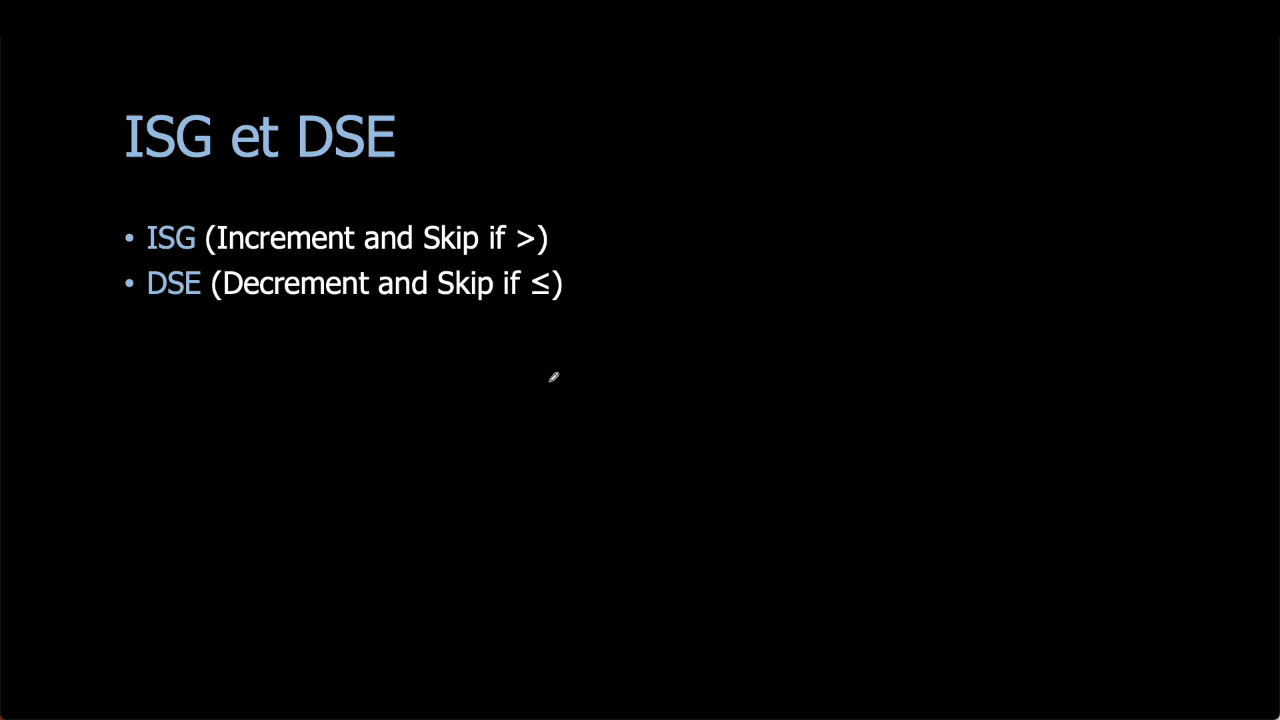 ISG et DSE
• ISG (Increment and Skip if >)
• DSE (Decrement and Skip if ≤)